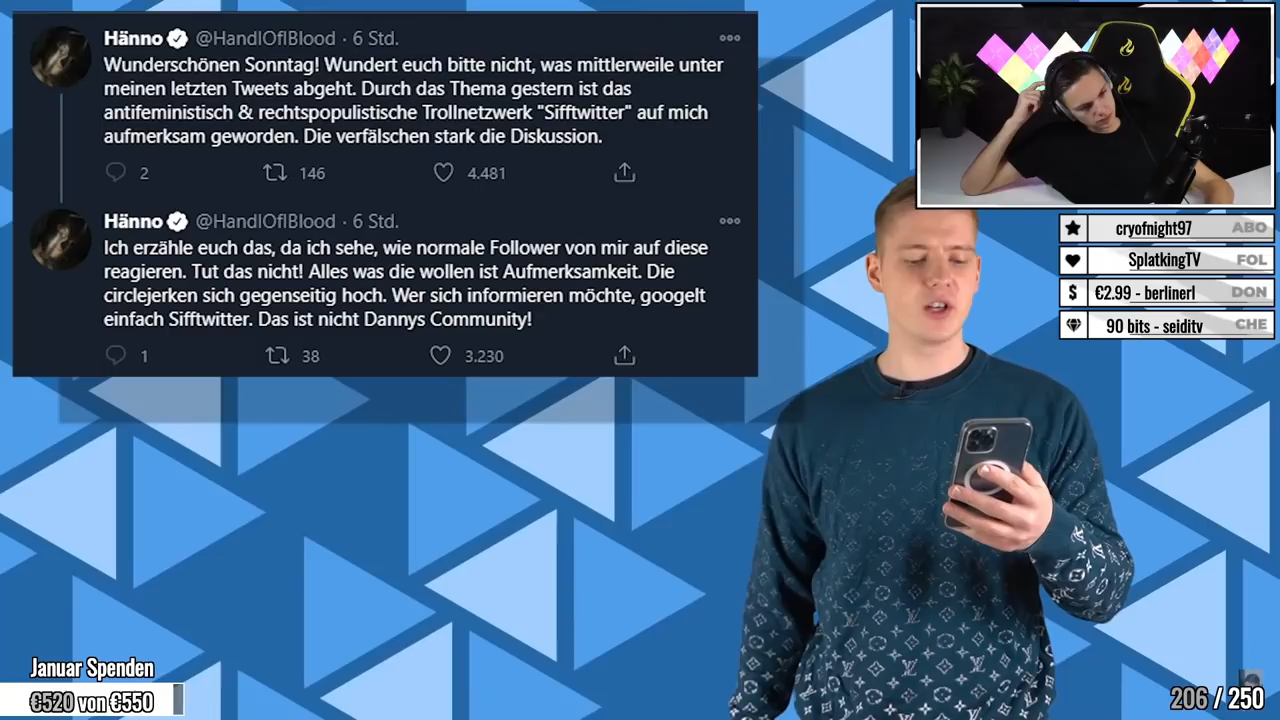 Hänno @HandIOfIBlood · 6 Std.
Wunderschönen Sonntag! Wundert euch bitte nicht, was mittlerweile unter
meinen letzten Tweets abgeht. Durch das Thema gestern ist das
antifeministisch & rechtspopulistische Trollnetzwerk "Sifftwitter" auf mich
aufmerksam geworden. Die verfälschen stark die Diskussion.
2 146 4.481
Hänno @HandIOfIBlood · 6 Std.
Ich erzähle euch das, da ich sehe, wie normale Follower von mir auf diese
reagieren. Tut das nicht! Alles was die wollen ist Aufmerksamkeit. Die
circlejerken sich gegenseitig hoch. Wer sich informieren möchte, googelt
einfach Sifftwitter. Das ist nicht Dannys Community!
1 38 3.230
cryofnight97 ABO
SplatkingTV FOL
$ €2.99 - berlinerl DON
90 bits - seiditv CHE
Januar Spenden
€520 von €550
206 / 250